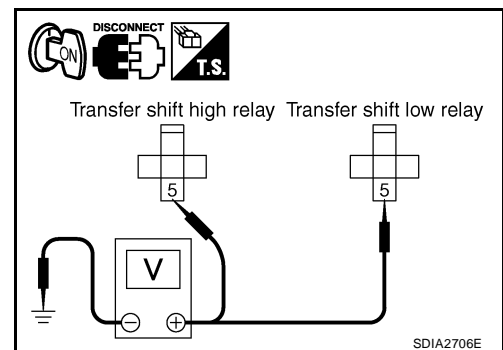 DISCONNECT
ON
T.S.
Transfer shift high relay Transfer shift low relay
5 5
V
− +
SDIA2706E